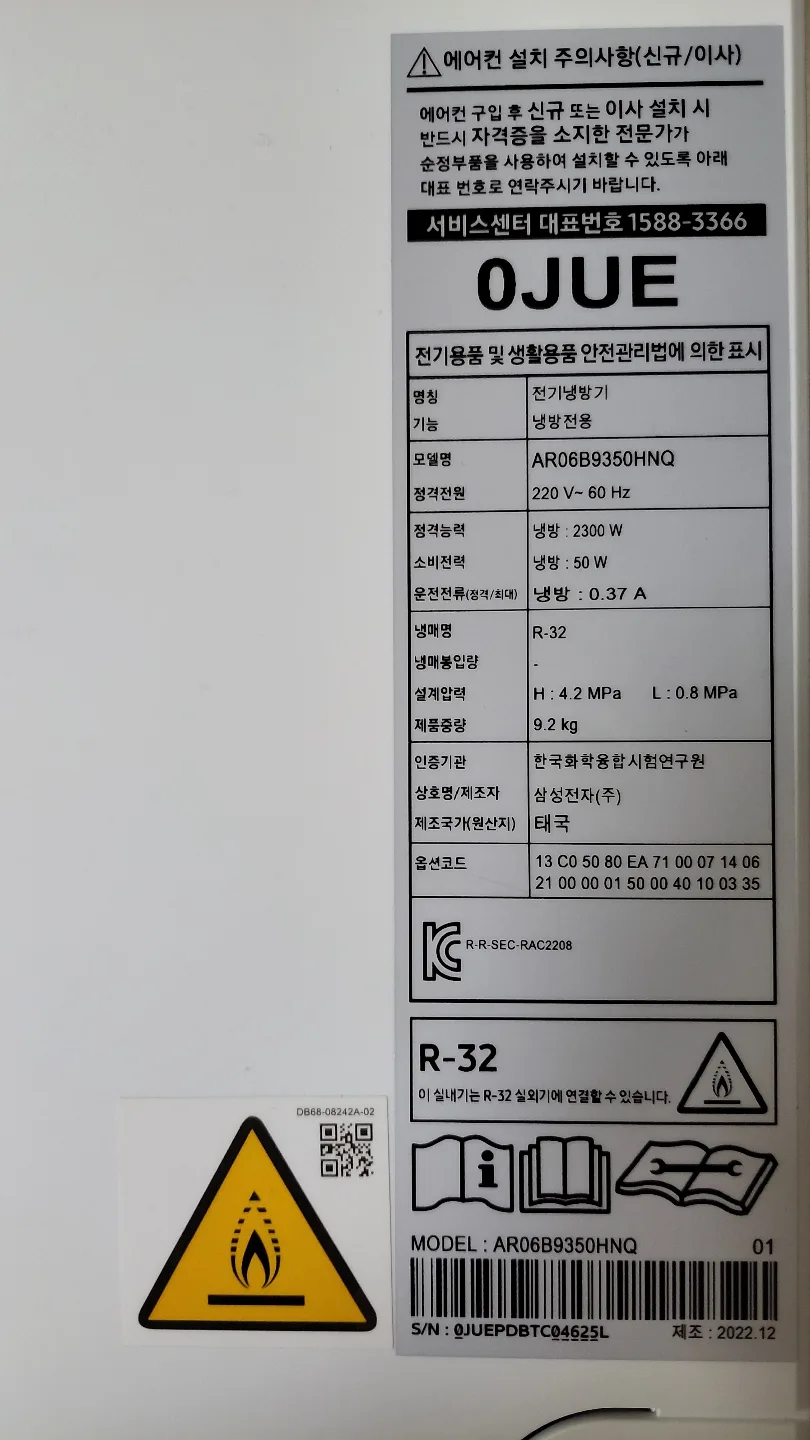 에어컨 설치 주의사항(신규/이사)
에어컨 구입 후 신규 또는 이사 설치 시
반드시 자격증을 소지한 전문가가
순정부품을 사용하여 설치할 수 있도록 아래
대표 번호로 연락주시기 바랍니다.
서비스센터 대표번호 1588-3366
0JUE
전기용품 및 생활용품 안전관리법에 의한 표시
명칭 전기냉방기
기능 냉방전용
모델명 AR06B9350HNQ
정격전원 220 V~ 60 Hz
정격능력 냉방 : 2300 W
소비전력 냉방 : 50 W
운전전류(정격/최대) 냉방 : 0.37 A
냉매명 R-32
냉매봉입량 -
설계압력 H : 4.2 MPa L : 0.8 MPa
제품중량 9.2 kg
인증기관 한국화학융합시험연구원
상호명/제조자 삼성전자(주)
제조국가(원산지) 태국
옵션코드 13 C0 50 80 EA 71 00 07 14 06
21 00 00 01 50 00 40 10 03 35
R-R-SEC-RAC2208
R-32
이 실내기는 R-32 실외기에 연결할 수 있습니다.
DB68-08242A-02
MODEL : AR06B9350HNQ 01
S/N : 0JUEPDBTC04625L 제조 : 2022.12